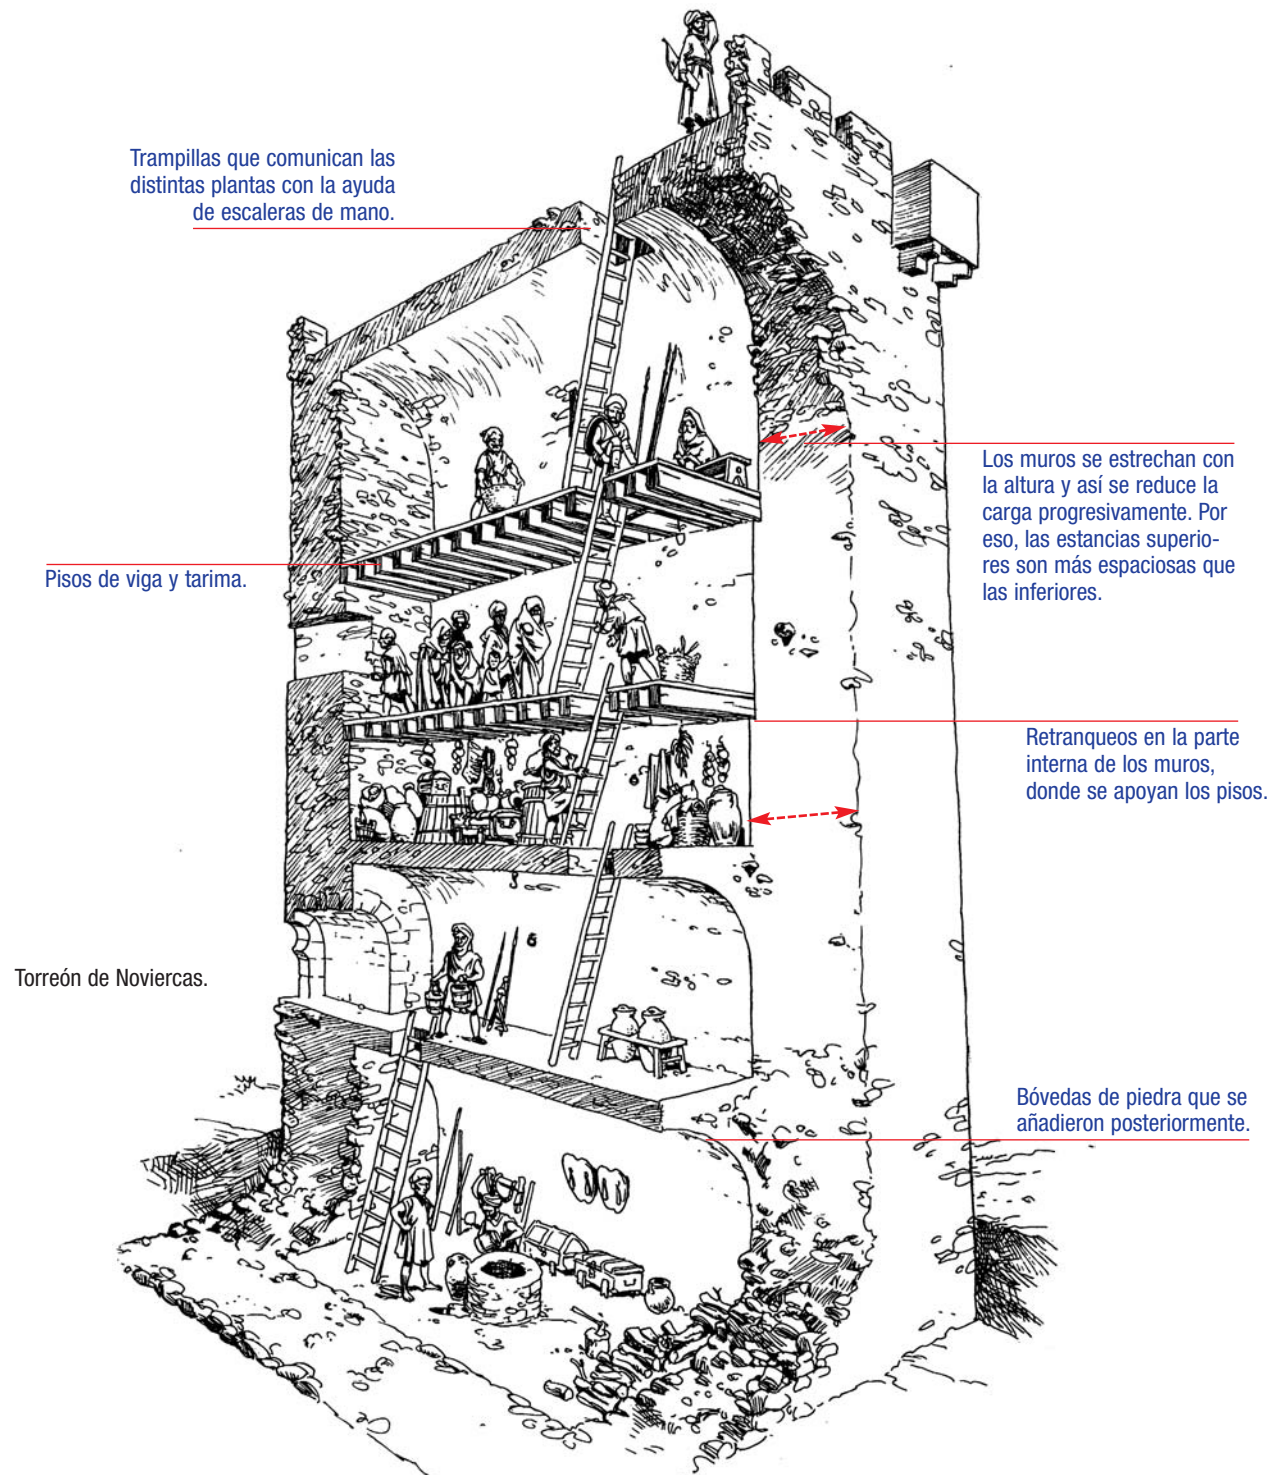 Trampillas que comunican las
distintas plantas con la ayuda
de escaleras de mano.
Los muros se estrechan con
la altura y así se reduce la
carga progresivamente. Por
eso, las estancias superio-
res son más espaciosas que
las inferiores.
Pisos de viga y tarima.
Retranqueos en la parte
interna de los muros,
donde se apoyan los pisos.
Torreón de Noviercas.
Bóvedas de piedra que se
añadieron posteriormente.